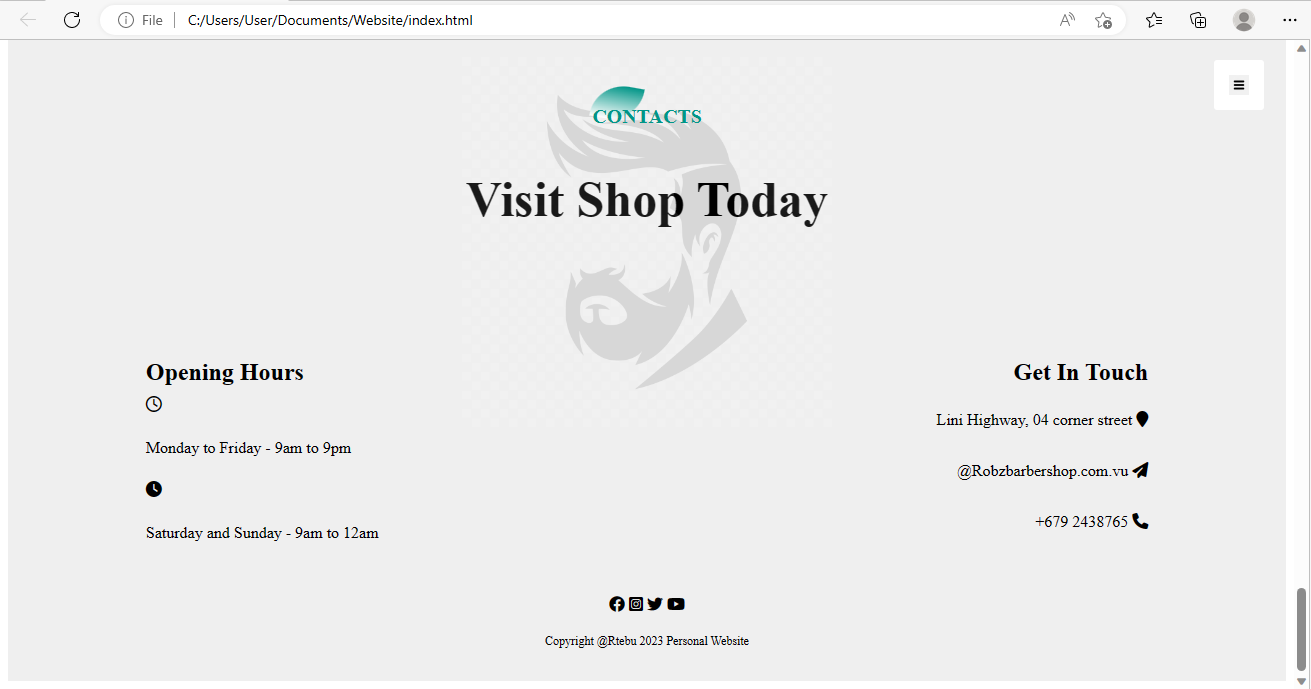 File
C:/Users/User/Documents/Website/index.html
CONTACTS
Visit Shop Today
Opening Hours
Monday to Friday - 9am to 9pm
Saturday and Sunday - 9am to 12am
Get In Touch
Lini Highway, 04 corner street
@Robzbarbershop.com.vu
+679 2438765
Copyright @Rtebu 2023 Personal Website